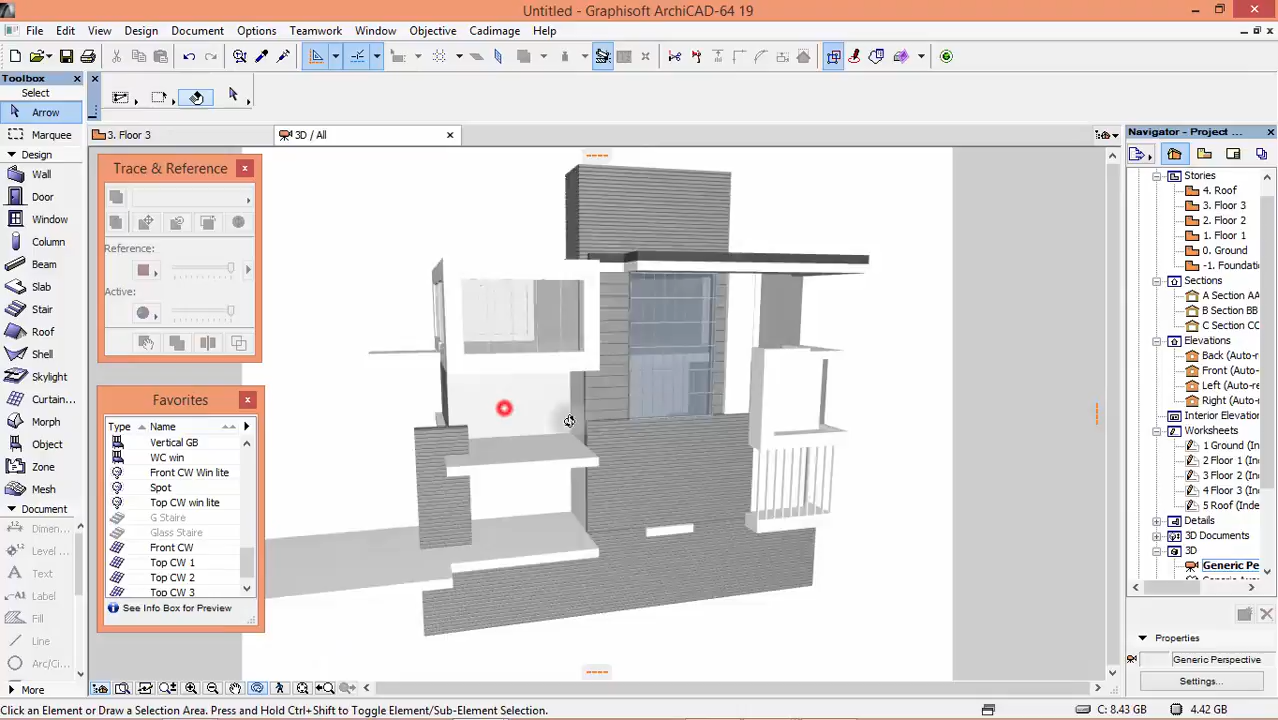 Untitled - Graphisoft ArchiCAD-64 19
File Edit View Design Document Options Teamwork Window Objective Cadimage Help
Toolbox
Select
Arrow
Marquee
Design
Wall
Door
Window
Column
Beam
Slab
Stair
Roof
Shell
Skylight
Curtain...
Morph
Object
Zone
Mesh
Document
Dimen...
Level ...
Text
Label
Fill
Line
Arc/Ci...
More
3. Floor 3
3D / All
Trace & Reference
Reference:
Active:
Favorites
Type Name
Vertical GB
WC win
Front CW Win lite
Spot
Top CW win lite
G Staire
Glass Staire
Front CW
Top CW 1
Top CW 2
Top CW 3
See Info Box for Preview
Navigator - Project ...
Stories
4. Roof
3. Floor 3
2. Floor 2
1. Floor 1
0. Ground
-1. Foundatio
Sections
A Section AA
B Section BB
C Section CC
Elevations
Back (Auto-r
Front (Auto-
Left (Auto-re
Right (Auto-
Interior Elevation
Worksheets
1 Ground (In
2 Floor 1 (In
3 Floor 2 (In
4 Floor 3 (In
5 Roof (Inde
Details
3D Documents
3D
Generic Pe
Properties
Generic Perspective
Settings...
Click an Element or Draw a Selection Area. Press and Hold Ctrl+Shift to Toggle Element/Sub-Element Selection.
C: 8.43 GB
4.42 GB